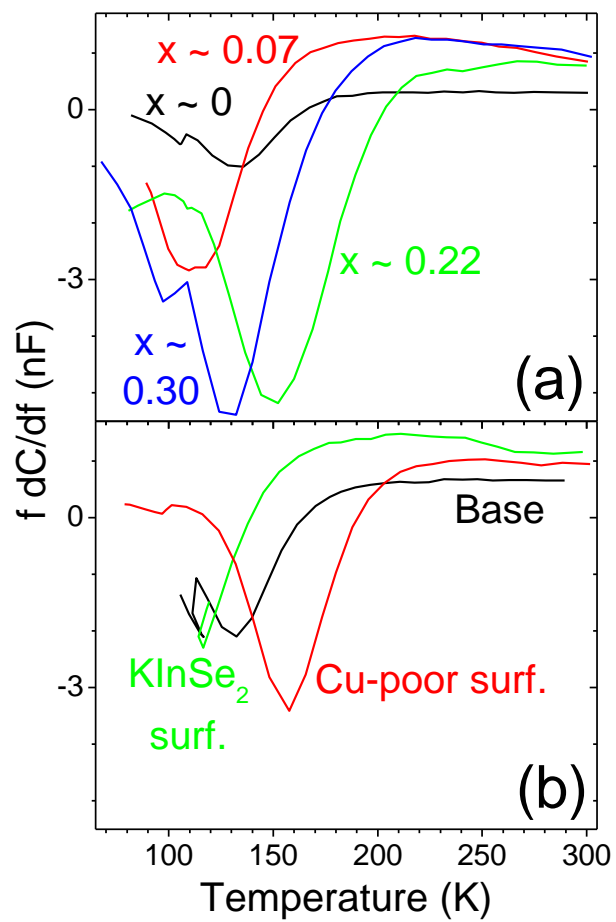 x ~ 0.07
x ~ 0
0
x ~ 0.22
-3
x ~
0.30
(a)
f dC/df (nF)
0
Base
KInSe₂
surf.
Cu-poor surf.
-3
(b)
100 150 200 250 300
Temperature (K)